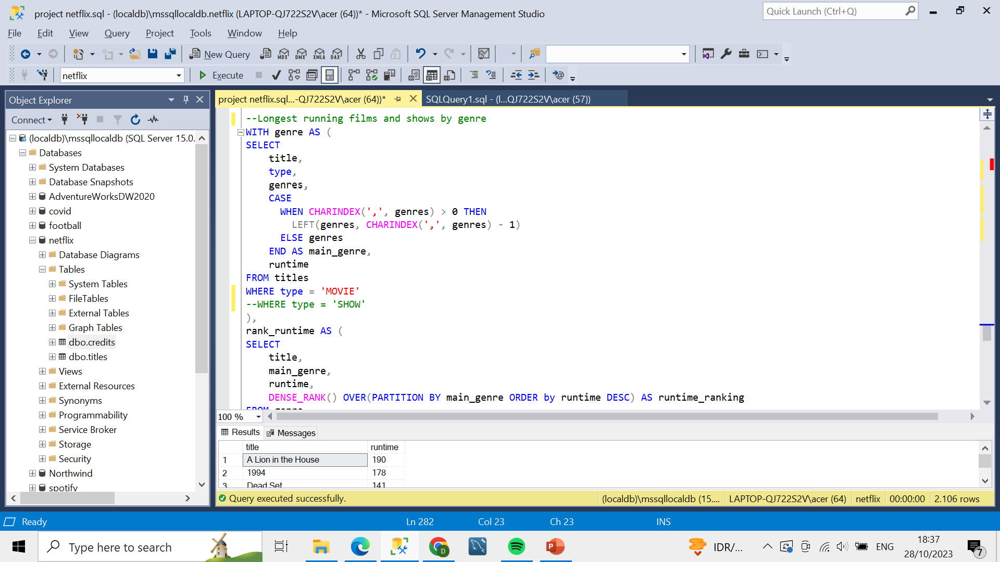 project netflix.sql - (localdb)\mssqllocaldb.netflix (LAPTOP-QJ722S2V\acer (64))* - Microsoft SQL Server Management Studio
Quick Launch (Ctrl+Q)
File Edit View Query Project Tools Window Help
New Query MDX DMX XMLA DAX
netflix Execute
Object Explorer
Connect
(localdb)\mssqllocaldb (SQL Server 15.0.
Databases
System Databases
Database Snapshots
AdventureWorksDW2020
covid
football
netflix
Database Diagrams
Tables
System Tables
FileTables
External Tables
Graph Tables
dbo.credits
dbo.titles
Views
External Resources
Synonyms
Programmability
Service Broker
Storage
Security
Northwind
spotify
project netflix.sql...-QJ722S2V\acer (64))*
SQLQuery1.sql - (l...QJ722S2V\acer (57))
--Longest running films and shows by genre
WITH genre AS (
SELECT
title,
type,
genres,
CASE
WHEN CHARINDEX(',', genres) > 0 THEN
LEFT(genres, CHARINDEX(',', genres) - 1)
ELSE genres
END AS main_genre,
runtime
FROM titles
WHERE type = 'MOVIE'
--WHERE type = 'SHOW'
),
rank_runtime AS (
SELECT
title,
main_genre,
runtime,
DENSE_RANK() OVER(PARTITION BY main_genre ORDER by runtime DESC) AS runtime_ranking
FROM genre
100 %
Results Messages
title runtime
1 A Lion in the House 190
2 1994 178
3 Dead Set 141
Query executed successfully.
(localdb)\mssqllocaldb (15.... LAPTOP-QJ722S2V\acer (64) netflix 00:00:00 2.106 rows
Ready Ln 282 Col 23 Ch 23 INS
Type here to search
D
P
IDR/...
ENG
18:37
28/10/2023
7